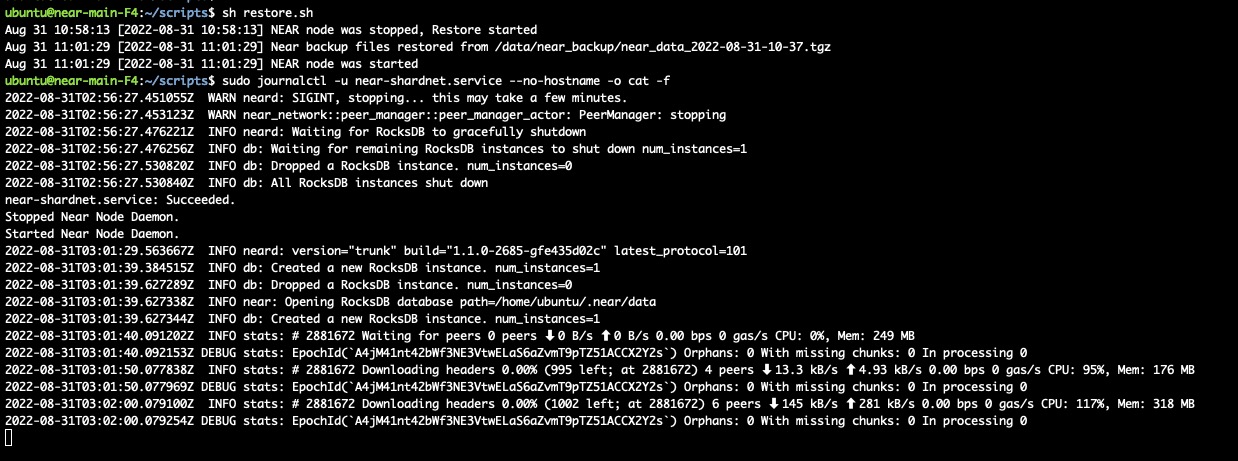 ubuntu@near-main-F4:~/scripts$ sh restore.sh
Aug 31 10:58:13 [2022-08-31 10:58:13] NEAR node was stopped, Restore started
Aug 31 11:01:29 [2022-08-31 11:01:29] Near backup files restored from /data/near_backup/near_data_2022-08-31-10-37.tgz
Aug 31 11:01:29 [2022-08-31 11:01:29] NEAR node was started
ubuntu@near-main-F4:~/scripts$ sudo journalctl -u near-shardnet.service --no-hostname -o cat -f
2022-08-31T02:56:27.451055Z  WARN neard: SIGINT, stopping... this may take a few minutes.
2022-08-31T02:56:27.453123Z  WARN near_network::peer_manager::peer_manager_actor: PeerManager: stopping
2022-08-31T02:56:27.476221Z  INFO neard: Waiting for RocksDB to gracefully shutdown
2022-08-31T02:56:27.476256Z  INFO db: Waiting for remaining RocksDB instances to shut down num_instances=1
2022-08-31T02:56:27.530820Z  INFO db: Dropped a RocksDB instance. num_instances=0
2022-08-31T02:56:27.530840Z  INFO db: All RocksDB instances shut down
near-shardnet.service: Succeeded.
Stopped Near Node Daemon.
Started Near Node Daemon.
2022-08-31T03:01:29.563667Z  INFO neard: version="trunk" build="1.1.0-2685-gfe435d02c" latest_protocol=101
2022-08-31T03:01:39.384515Z  INFO db: Created a new RocksDB instance. num_instances=1
2022-08-31T03:01:39.627289Z  INFO db: Dropped a RocksDB instance. num_instances=0
2022-08-31T03:01:39.627338Z  INFO near: Opening RocksDB database path=/home/ubuntu/.near/data
2022-08-31T03:01:39.627344Z  INFO db: Created a new RocksDB instance. num_instances=1
2022-08-31T03:01:40.091202Z  INFO stats: # 2881672 Waiting for peers 0 peers ⬇ 0 B/s ⬆ 0 B/s 0.00 bps 0 gas/s CPU: 0%, Mem: 249 MB
2022-08-31T03:01:40.092153Z DEBUG stats: EpochId(`A4jM41nt42bWf3NE3VtwELaS6aZvmT9pTZ51ACCX2Y2s`) Orphans: 0 With missing chunks: 0 In processing 0
2022-08-31T03:01:50.077838Z  INFO stats: # 2881672 Downloading headers 0.00% (995 left; at 2881672) 4 peers ⬇ 13.3 kB/s ⬆ 4.93 kB/s 0.00 bps 0 gas/s CPU: 95%, Mem: 176 MB
2022-08-31T03:01:50.077969Z DEBUG stats: EpochId(`A4jM41nt42bWf3NE3VtwELaS6aZvmT9pTZ51ACCX2Y2s`) Orphans: 0 With missing chunks: 0 In processing 0
2022-08-31T03:02:00.079100Z  INFO stats: # 2881672 Downloading headers 0.00% (1002 left; at 2881672) 6 peers ⬇ 145 kB/s ⬆ 281 kB/s 0.00 bps 0 gas/s CPU: 117%, Mem: 318 MB
2022-08-31T03:02:00.079254Z DEBUG stats: EpochId(`A4jM41nt42bWf3NE3VtwELaS6aZvmT9pTZ51ACCX2Y2s`) Orphans: 0 With missing chunks: 0 In processing 0